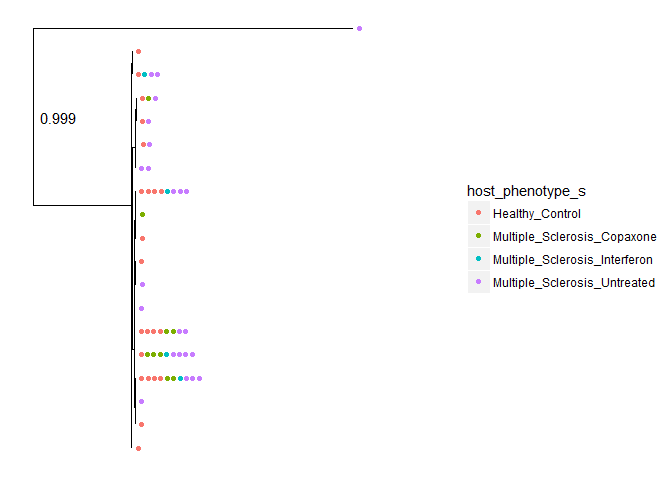 0.999
host_phenotype_s
Healthy_Control
Multiple_Sclerosis_Copaxone
Multiple_Sclerosis_Interferon
Multiple_Sclerosis_Untreated